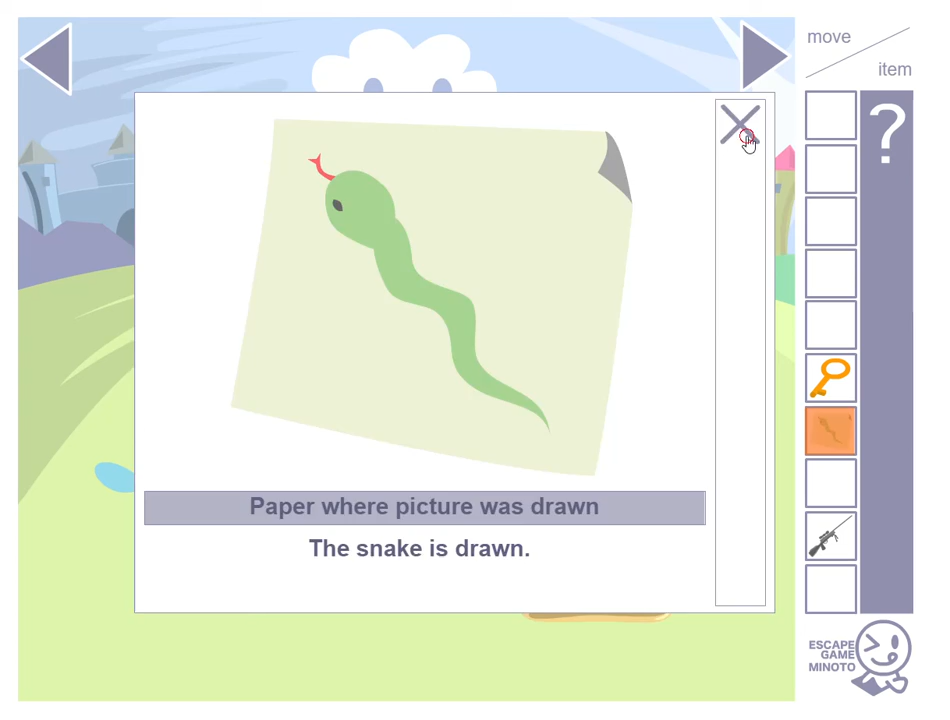 move
item
?
Paper where picture was drawn
The snake is drawn.
ESCAPE
GAME
MINOTO